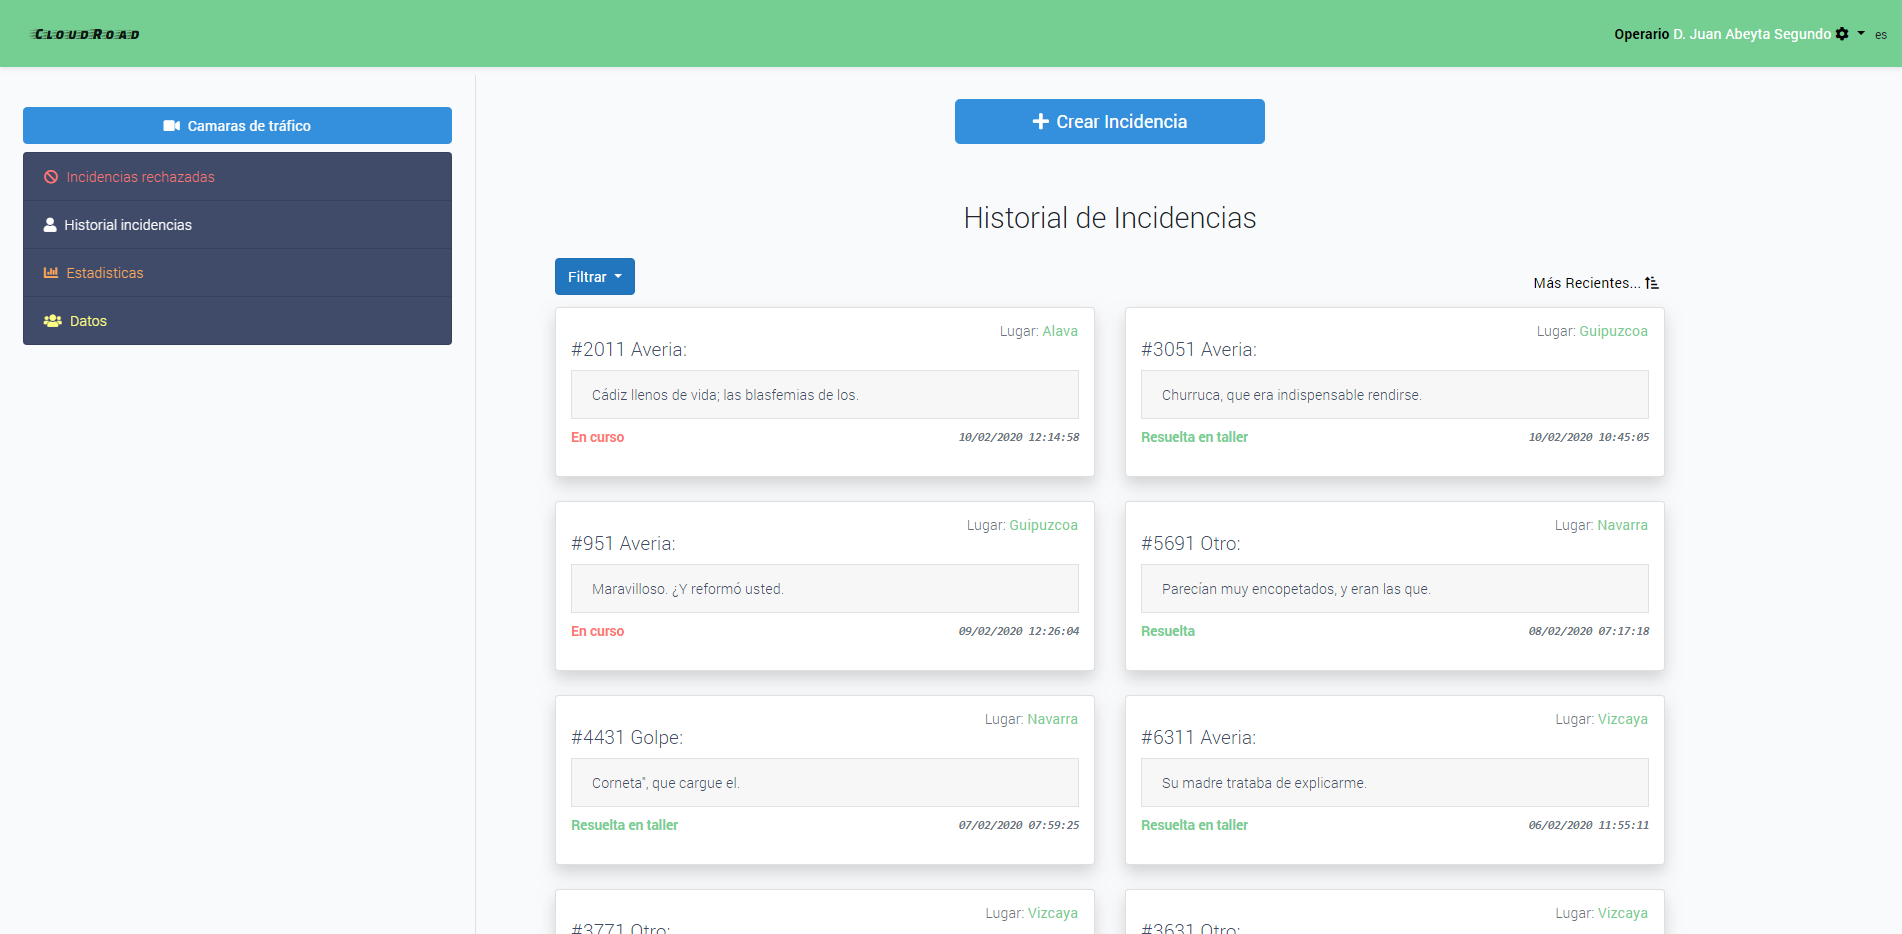 CloudRoad
Operario D. Juan Abeyta Segundo es
Camaras de tráfico
Incidencias rechazadas
Historial incidencias
Estadisticas
Datos
Crear Incidencia
Historial de Incidencias
Filtrar
Más Recientes...
Lugar: Alava
#2011 Averia:
Cádiz llenos de vida; las blasfemias de los.
En curso 10/02/2020 12:14:58
Lugar: Guipuzcoa
#3051 Averia:
Churruca, que era indispensable rendirse.
Resuelta en taller 10/02/2020 10:45:05
Lugar: Guipuzcoa
#951 Averia:
Maravilloso. ¿Y reformó usted.
En curso 09/02/2020 12:26:04
Lugar: Navarra
#5691 Otro:
Parecían muy encopetados, y eran las que.
Resuelta 08/02/2020 07:17:18
Lugar: Navarra
#4431 Golpe:
Corneta", que cargue el.
Resuelta en taller 07/02/2020 07:59:25
Lugar: Vizcaya
#6311 Averia:
Su madre trataba de explicarme.
Resuelta en taller 06/02/2020 11:55:11
Lugar: Vizcaya
#3771 Otro:
Lugar: Vizcaya
#3631 Otro: